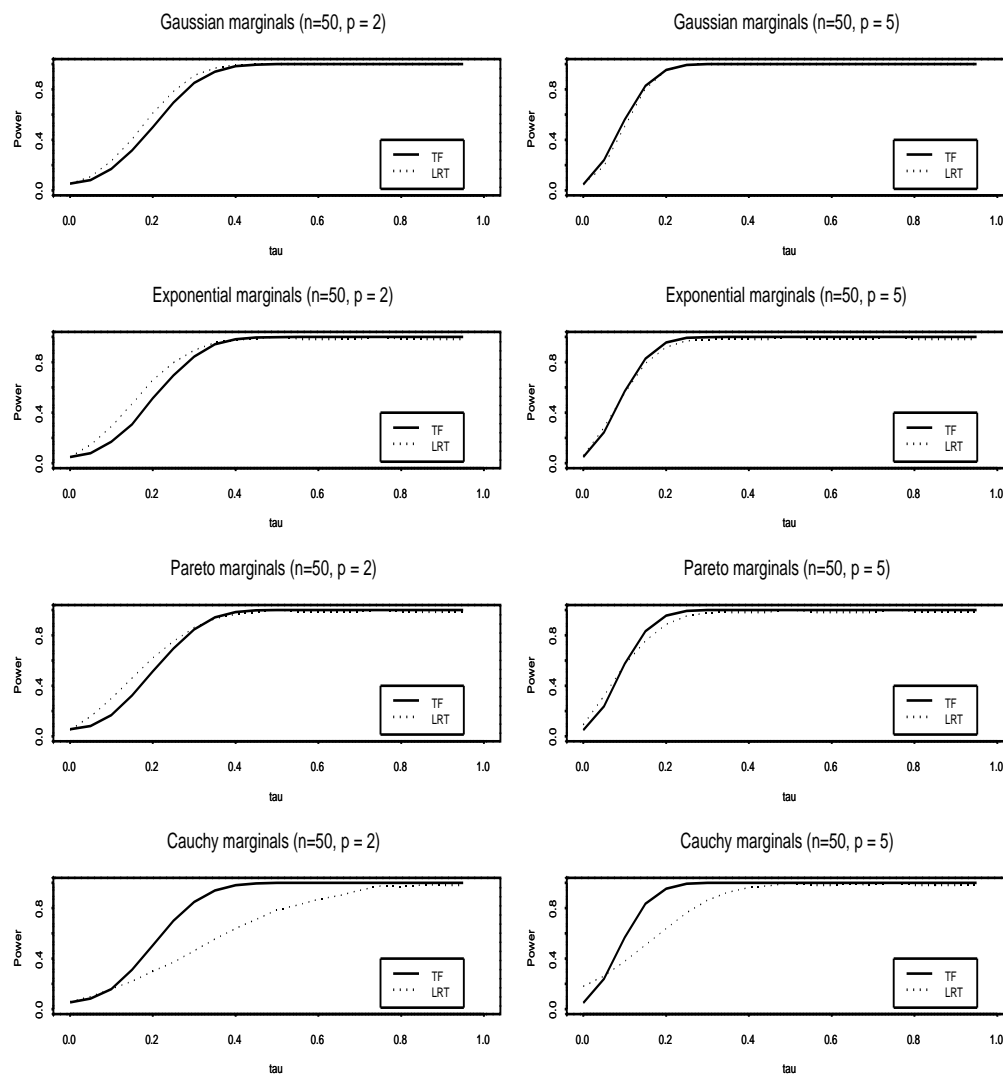 Gaussian marginals (n=50, p = 2)
Power
0.0 0.4 0.8
TF
LRT
0.0 0.2 0.4 0.6 0.8 1.0
tau
Gaussian marginals (n=50, p = 5)
Power
0.0 0.4 0.8
TF
LRT
0.0 0.2 0.4 0.6 0.8 1.0
tau
Exponential marginals (n=50, p = 2)
Power
0.0 0.4 0.8
TF
LRT
0.0 0.2 0.4 0.6 0.8 1.0
tau
Exponential marginals (n=50, p = 5)
Power
0.0 0.4 0.8
TF
LRT
0.0 0.2 0.4 0.6 0.8 1.0
tau
Pareto marginals (n=50, p = 2)
Power
0.0 0.4 0.8
TF
LRT
0.0 0.2 0.4 0.6 0.8 1.0
tau
Pareto marginals (n=50, p = 5)
Power
0.0 0.4 0.8
TF
LRT
0.0 0.2 0.4 0.6 0.8 1.0
tau
Cauchy marginals (n=50, p = 2)
Power
0.0 0.4 0.8
TF
LRT
0.0 0.2 0.4 0.6 0.8 1.0
tau
Cauchy marginals (n=50, p = 5)
Power
0.0 0.4 0.8
TF
LRT
0.0 0.2 0.4 0.6 0.8 1.0
tau